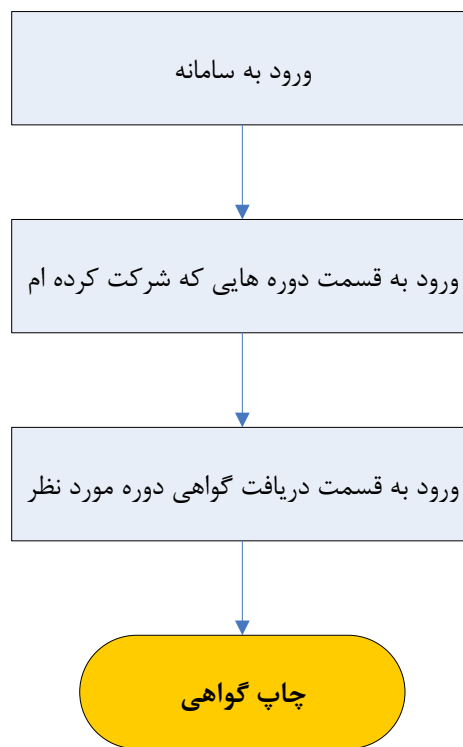 ورود به سامانه
ورود به قسمت دوره هایی که شرکت کرده ام
ورود به قسمت دریافت گواهی دوره مورد نظر
چاپ گواهی